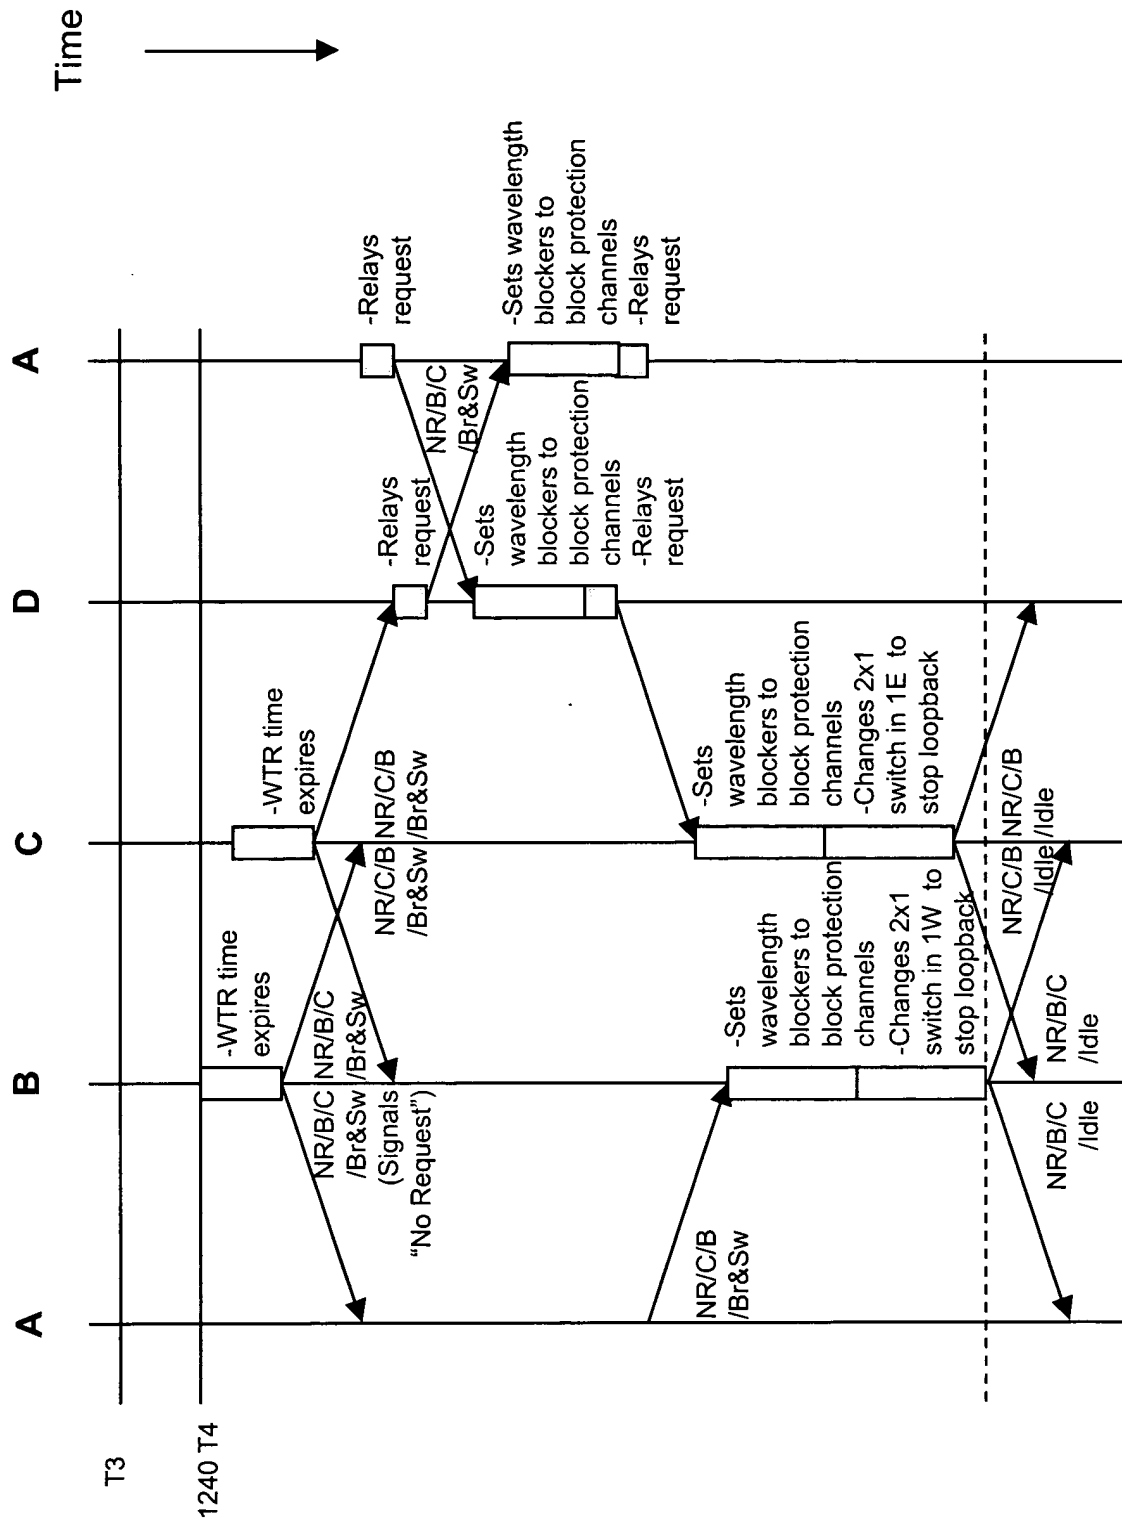 Time
A
B
C
D
A
T3
1240 T4
-WTR time
expires
-WTR time
expires
-Relays
request
-Relays
request
NR/B/C
/Br&Sw
(Signals
"No Request")
NR/B/C
/Br&Sw
NR/C/B
/Br&Sw
NR/C/B
/Br&Sw
NR/B/C
/Br&Sw
-Sets
wavelength
blockers to
block protection
channels
-Relays
request
-Sets wavelength
blockers to
block protection
channels
-Relays
request
NR/C/B
/Br&Sw
-Sets
wavelength
blockers to
block protection
channels
-Changes 2x1
switch in 1W to
stop loopback
-Sets
wavelength
blockers to
block protection
channels
-Changes 2x1
switch in 1E to
stop loopback
NR/B/C
/Idle
NR/B/C
/Idle
NR/C/B
/Idle
NR/C/B
/Idle